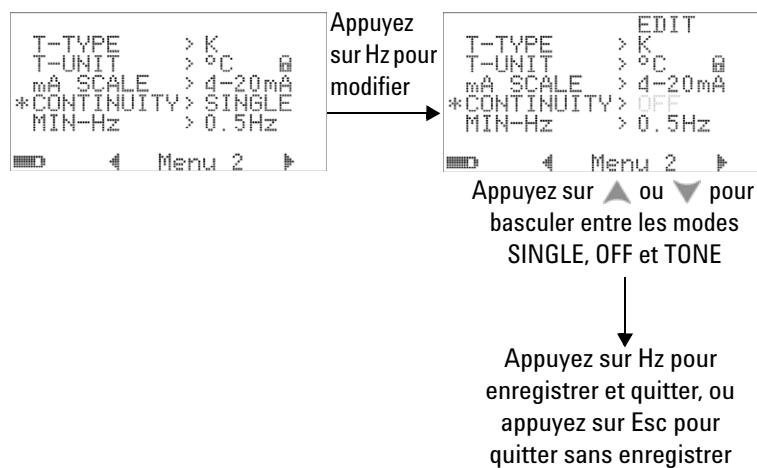 T-TYPE > K
T-UNIT > °C
mA SCALE > 4-20mA
*CONTINUITY> SINGLE
MIN-Hz > 0.5Hz
Menu 2
Appuyez
sur Hz pour
modifier
EDIT
T-TYPE > K
T-UNIT > °C
mA SCALE > 4-20mA
*CONTINUITY> OFF
MIN-Hz > 0.5Hz
Menu 2
Appuyez sur ▲ ou ▼ pour
basculer entre les modes
SINGLE, OFF et TONE
Appuyez sur Hz pour
enregistrer et quitter, ou
appuyez sur Esc pour
quitter sans enregistrer